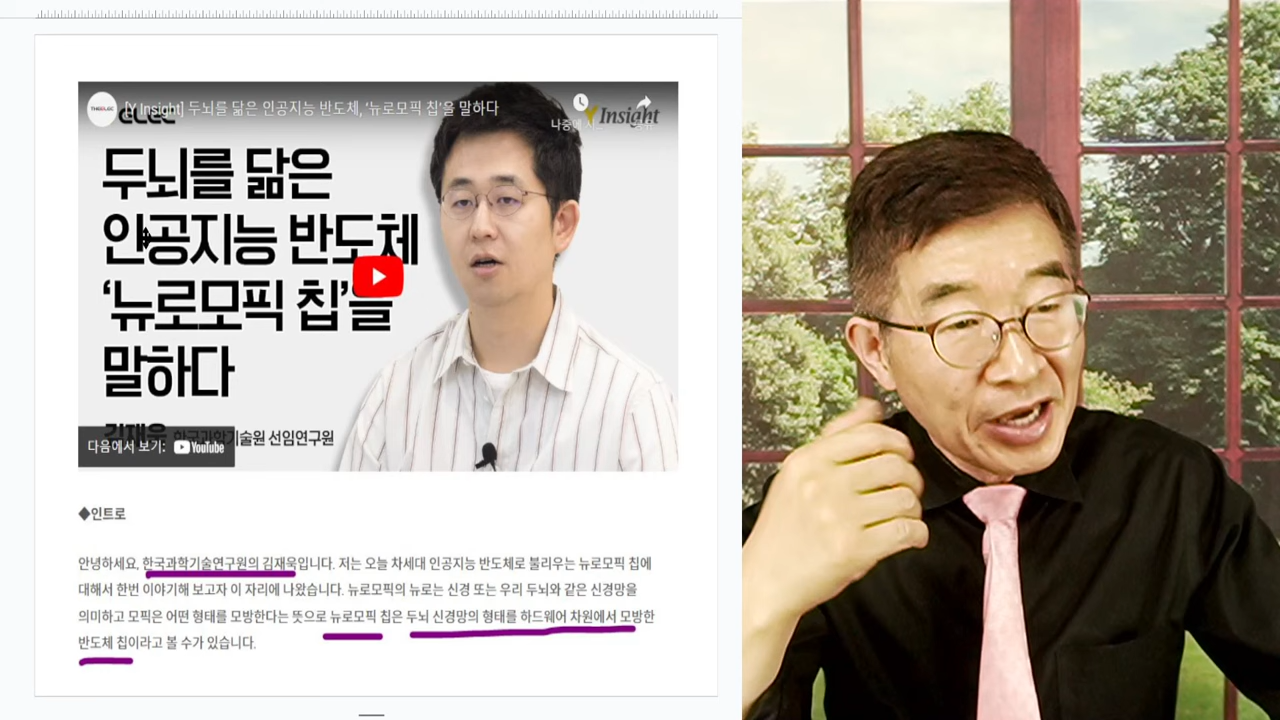 [Y Insight] 두뇌를 닮은 인공지능 반도체, '뉴로모픽 칩'을 말하다
Insight
두뇌를 닮은
인공지능 반도체
'뉴로모픽 칩'을
말하다
선임연구원
다음에서 보기: YouTube
◆인트로
안녕하세요, 한국과학기술연구원의 김재욱입니다. 저는 오늘 차세대 인공지능 반도체로 불리우는 뉴로모픽 칩에
대해서 한번 이야기해 보고자 이 자리에 나왔습니다. 뉴로모픽의 뉴로는 신경 또는 우리 두뇌와 같은 신경망을
의미하고 모픽은 어떤 형태를 모방한다는 뜻으로 뉴로모픽 칩은 두뇌 신경망의 형태를 하드웨어 차원에서 모방한
반도체 칩이라고 볼 수가 있습니다.